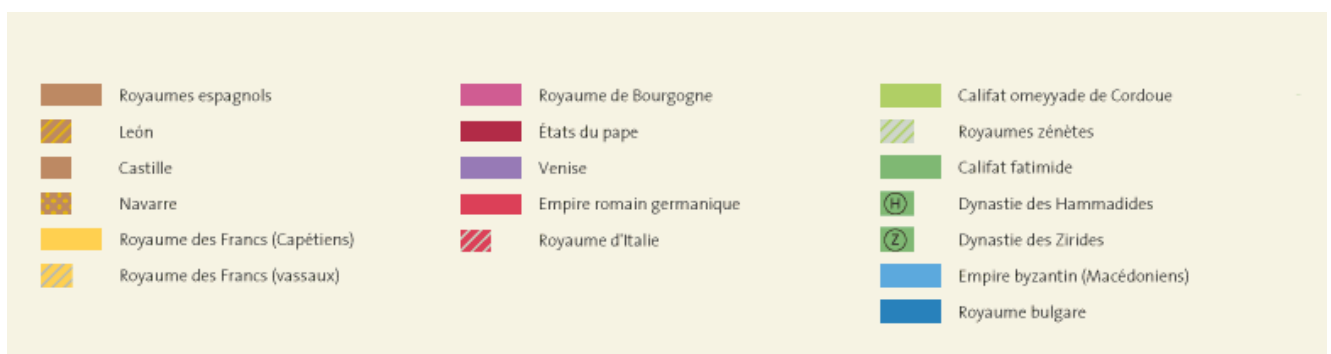 Royaumes espagnols
León
Castille
Navarre
Royaume des Francs (Capétiens)
Royaume des Francs (vassaux)
Royaume de Bourgogne
États du pape
Venise
Empire romain germanique
Royaume d'Italie
Califat omeyyade de Cordoue
Royaumes zénètes
Califat fatimide
H Dynastie des Hammadides
Z Dynastie des Zirides
Empire byzantin (Macédoniens)
Royaume bulgare